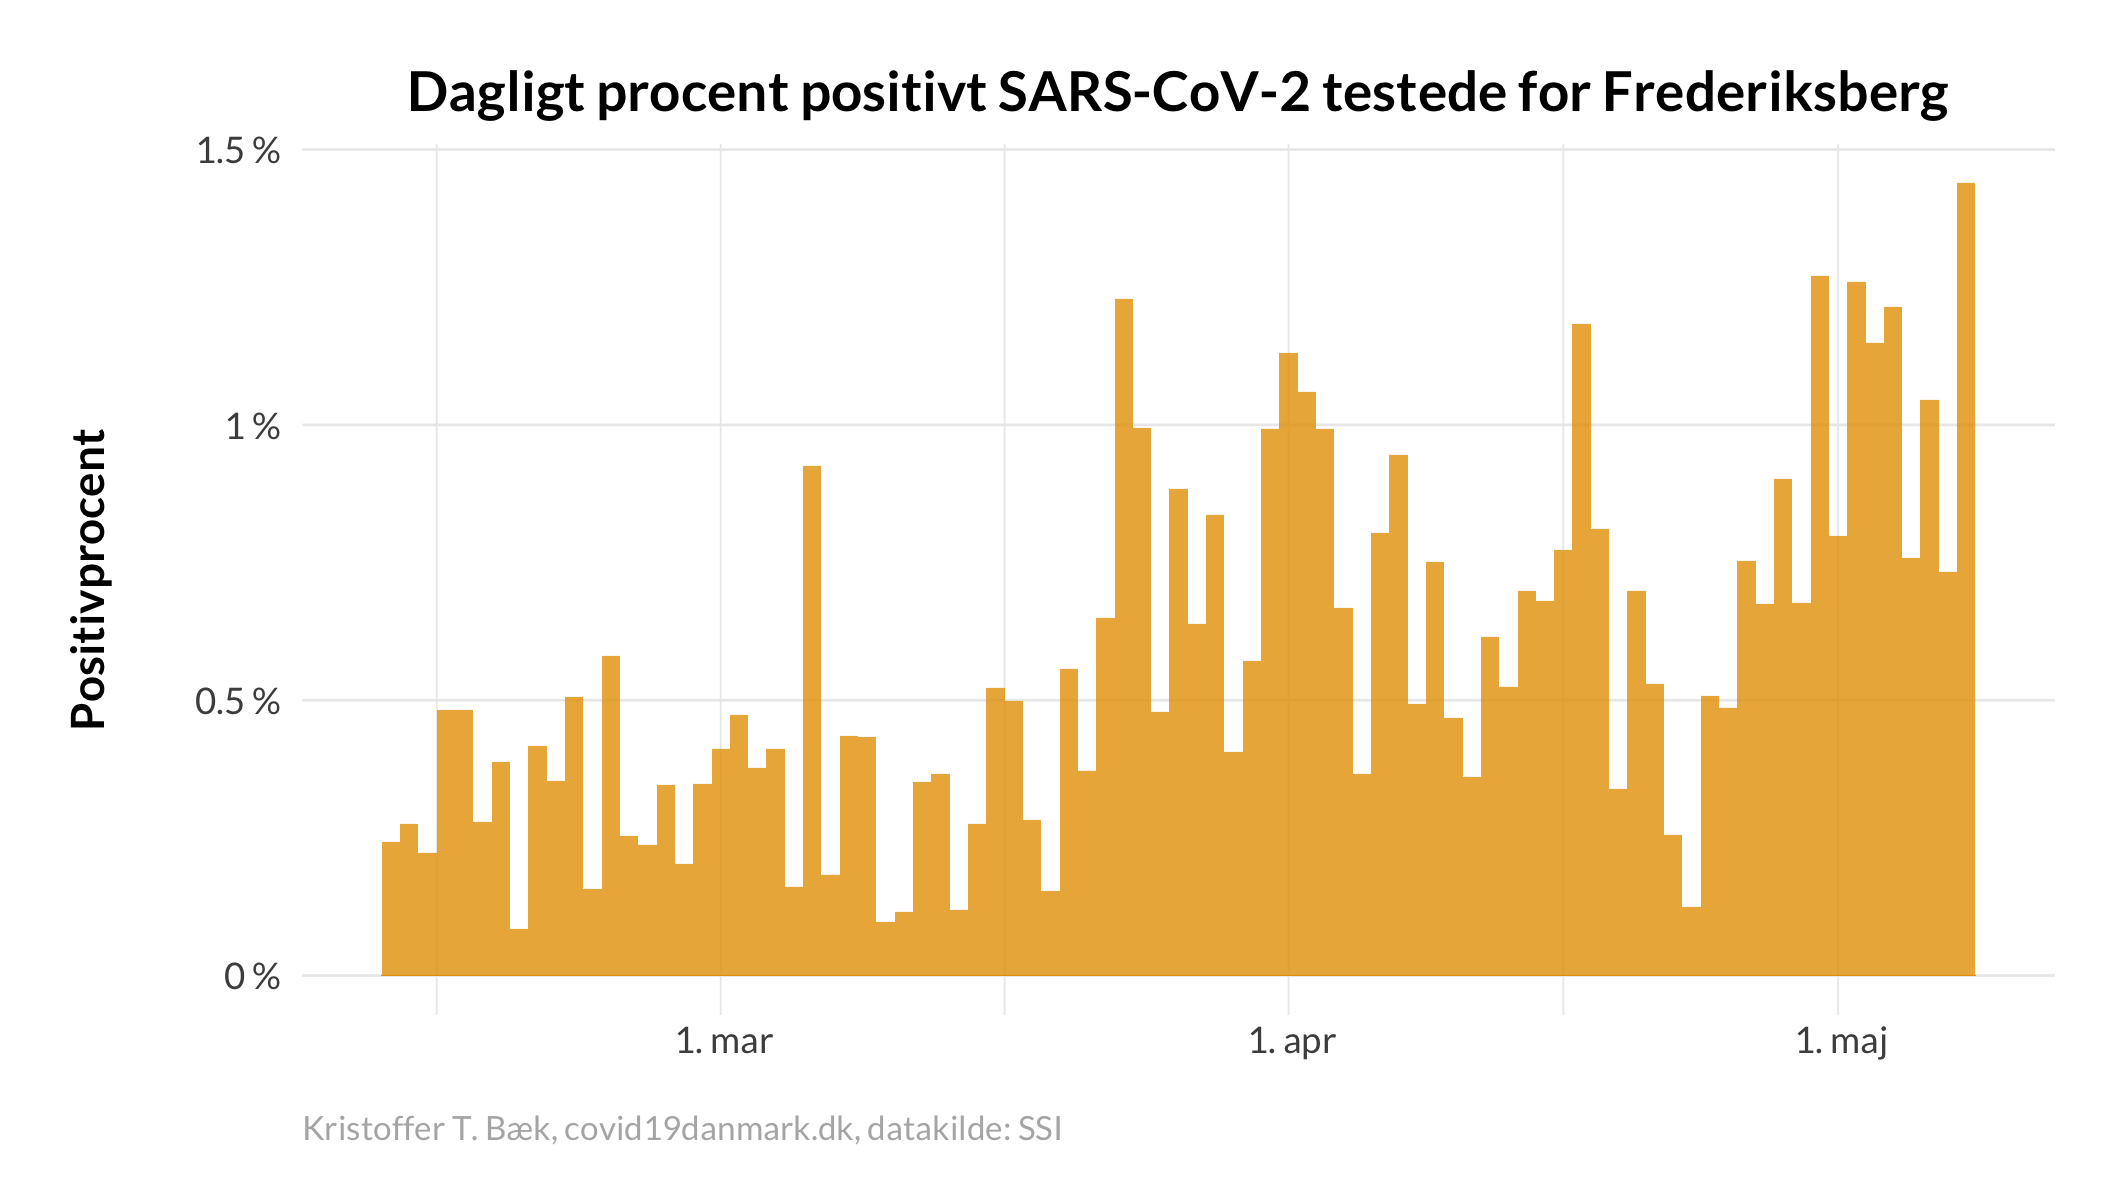 Dagligt procent positivt SARS-CoV-2 testede for Frederiksberg
1.5 %
1 %
0.5 %
0 %
Positivprocent
1. mar
1. apr
1. maj
Kristoffer T. Bæk, covid19danmark.dk, datakilde: SSI